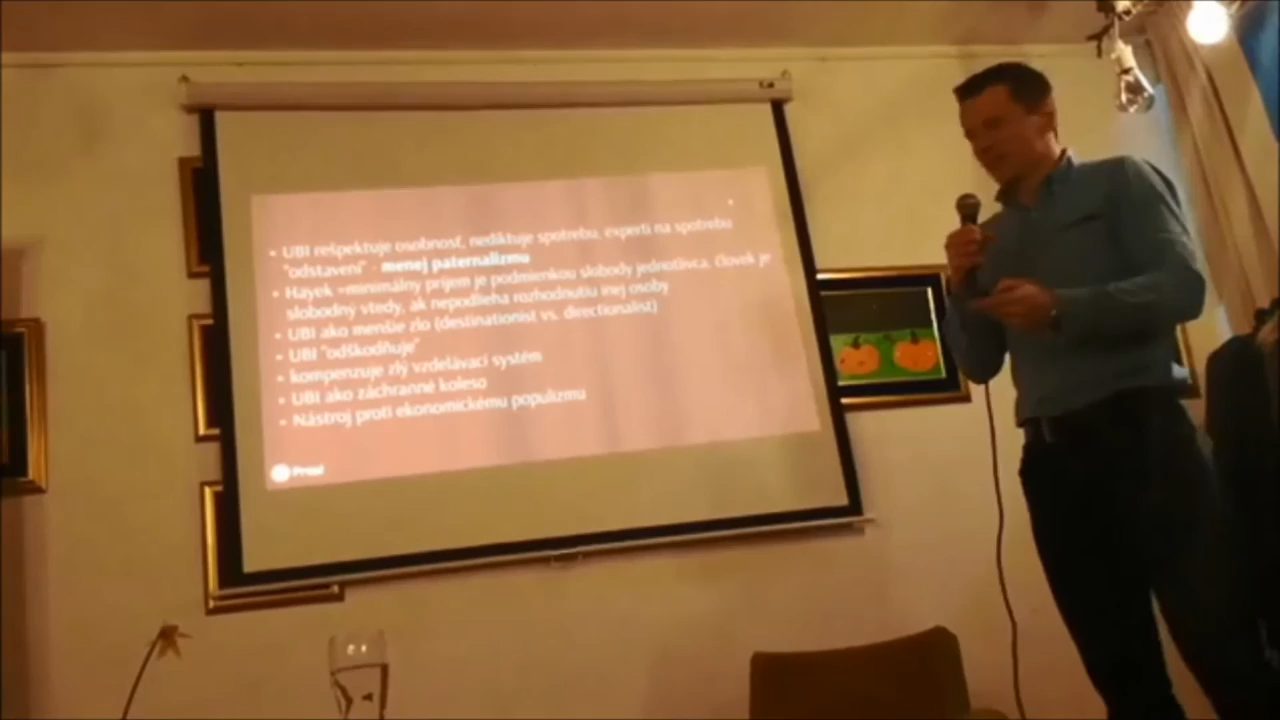 • UBI rešpektuje osobnosť, nediktuje spotrebu, experti na spotrebu
"odstavení" - menej paternalizmu
• Hayek –minimálny príjem je podmienkou slobody jednotlivca, človek je
slobodný vtedy, ak nepodlieha rozhodnutiu inej osoby
• UBI ako menšie zlo (destinationist vs. directionalist)
• UBI "odškodňuje"
• kompenzuje zlý vzdelávací systém
• UBI ako záchranné koleso
• Nástroj proti ekonomickému populizmu